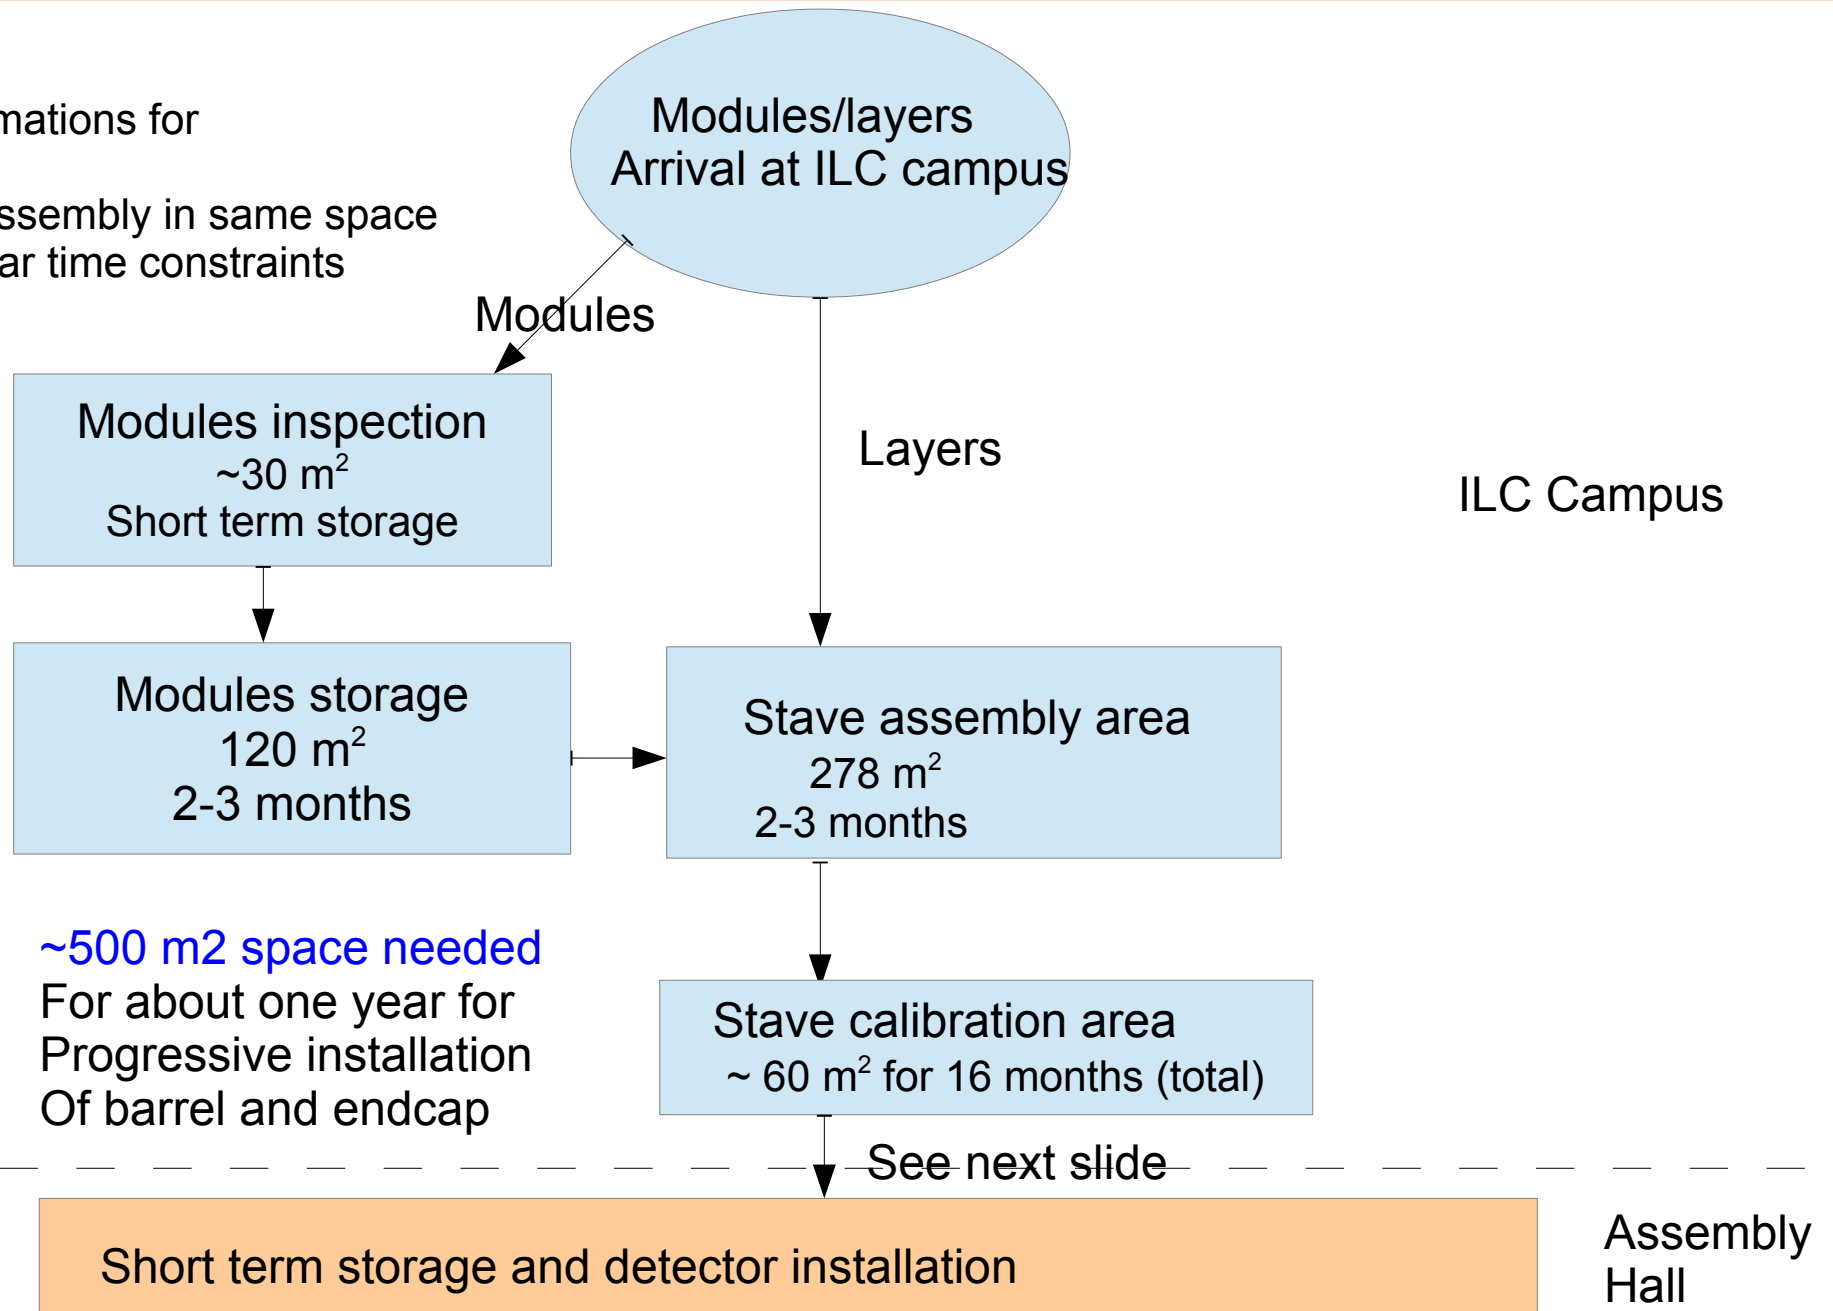 Modules/layers
Arrival at ILC campus
mations for
ssembly in same space
ar time constraints
Modules
Modules inspection
~30 m²
Short term storage
Layers
ILC Campus
Modules storage
120 m²
2-3 months
Stave assembly area
278 m²
2-3 months
~500 m2 space needed
For about one year for
Progressive installation
Of barrel and endcap
Stave calibration area
~ 60 m² for 16 months (total)
See next slide
Short term storage and detector installation
Assembly
Hall